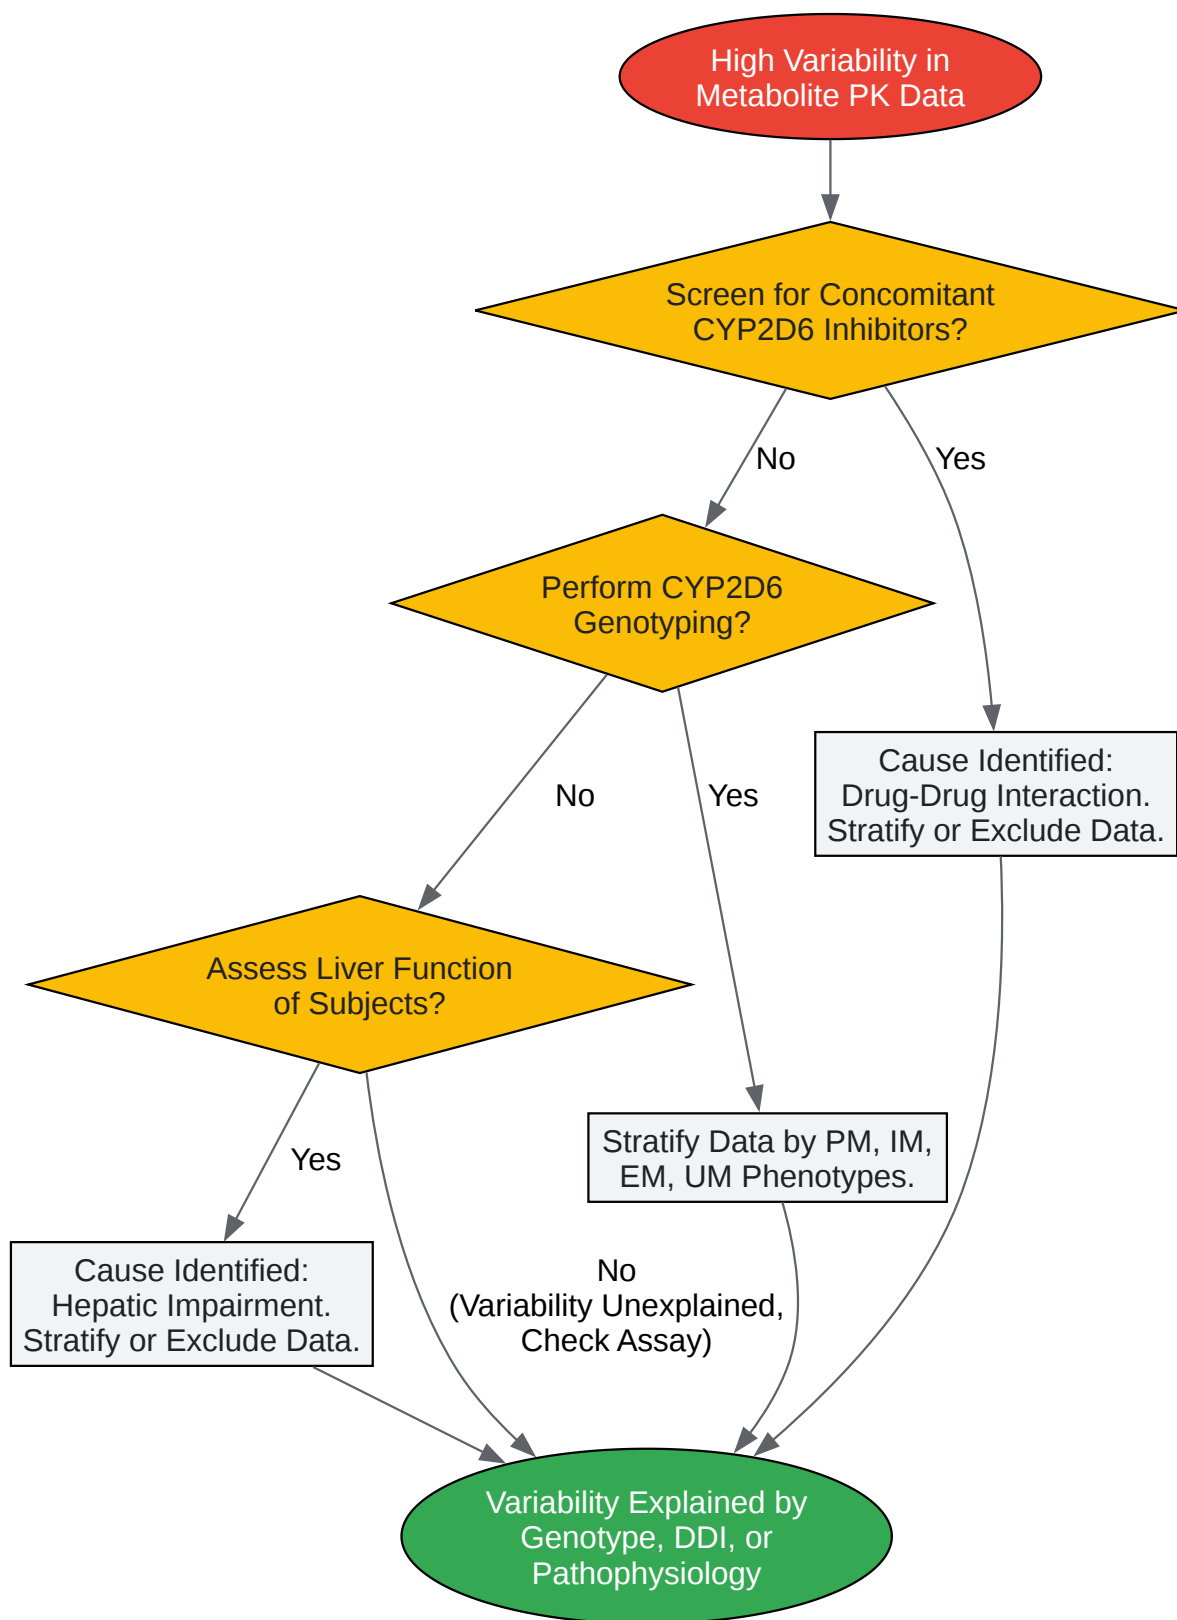 High Variability in
Metabolite PK Data
Screen for Concomitant
CYP2D6 Inhibitors?
No
Yes
Perform CYP2D6
Genotyping?
No
Yes
Cause Identified:
Drug-Drug Interaction.
Stratify or Exclude Data.
Assess Liver Function
of Subjects?
Yes
Stratify Data by PM, IM,
EM, UM Phenotypes.
Cause Identified:
Hepatic Impairment.
Stratify or Exclude Data.
No
(Variability Unexplained,
Check Assay)
Variability Explained by
Genotype, DDI, or
Pathophysiology